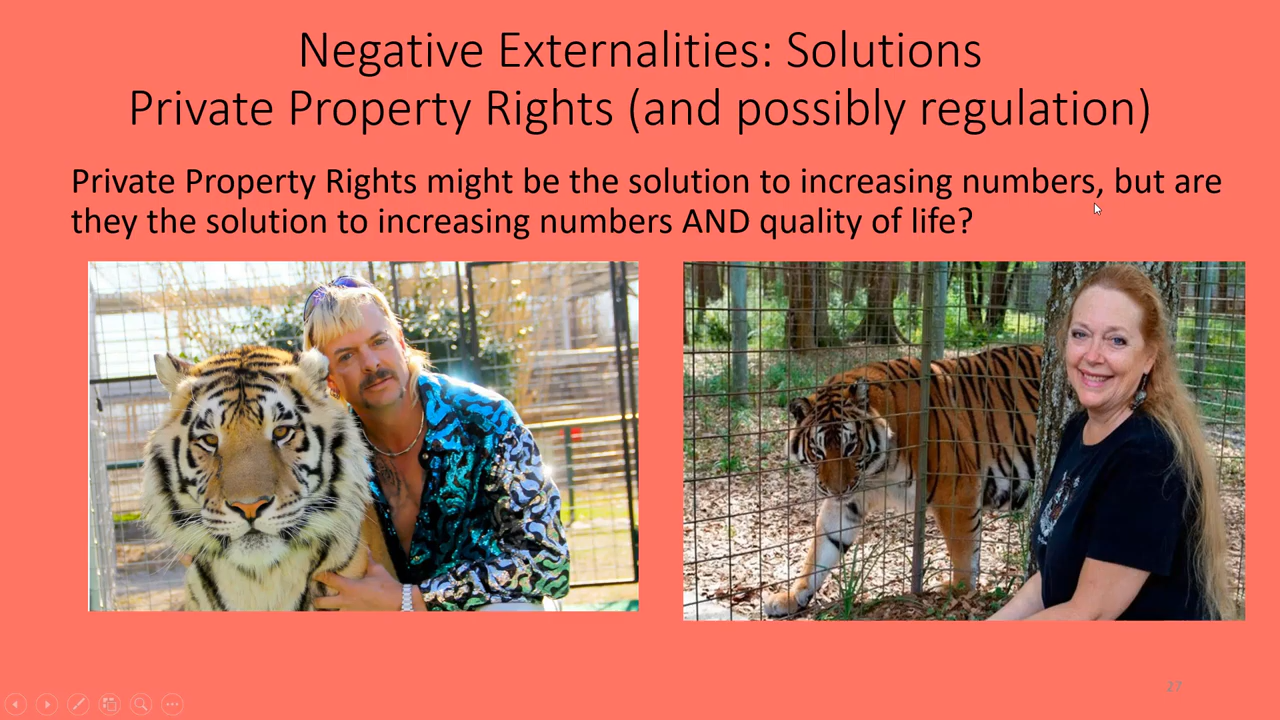 Negative Externalities: Solutions
Private Property Rights (and possibly regulation)
Private Property Rights might be the solution to increasing numbers, but are
they the solution to increasing numbers AND quality of life?
27